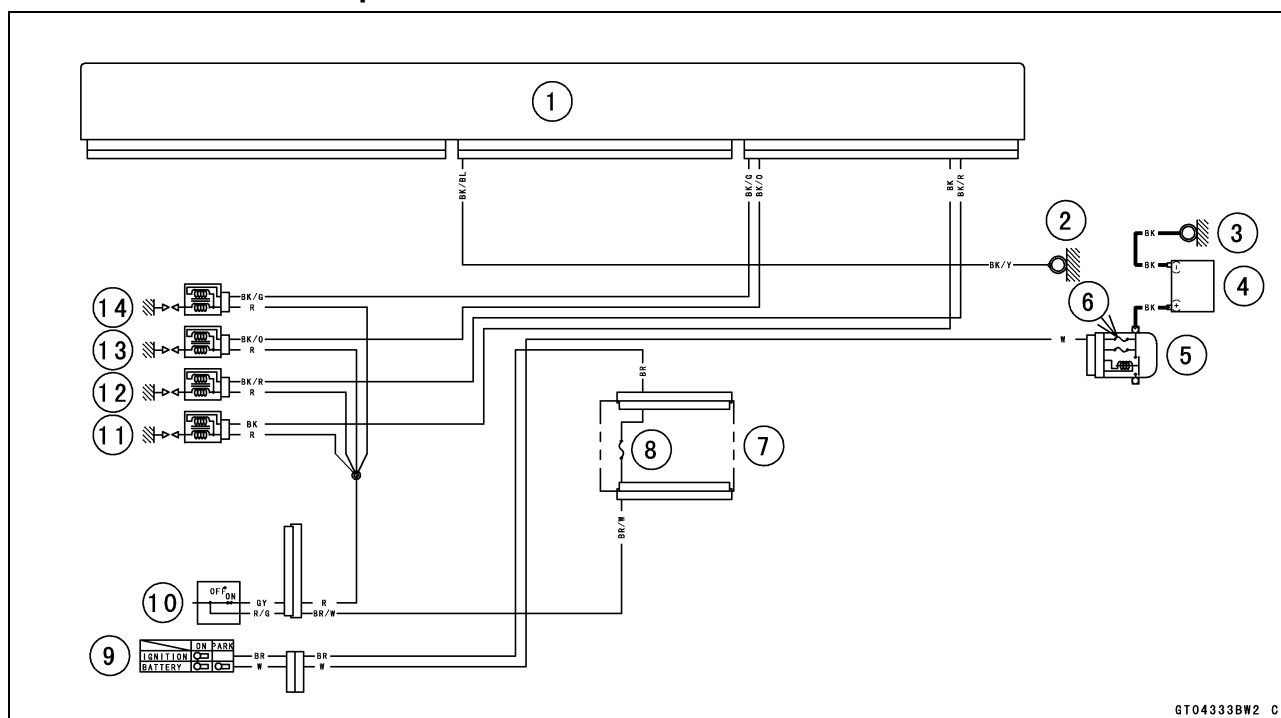 1
BK/BL
BK/G
BK/O
BK
BK/R
2
BK
3
BK/Y
BK
(-)
4
6
BK
(+)
14
BK/G
R
13
BK/O
R
W
5
BR
12
BK/R
R
11
BK
R
8
7
BR/W
10
OFF
ON
GY
R/G
R
BR/W
9
ON PARK
IGNITION
BATTERY
BR
W
BR
W
GT04333BW2 C